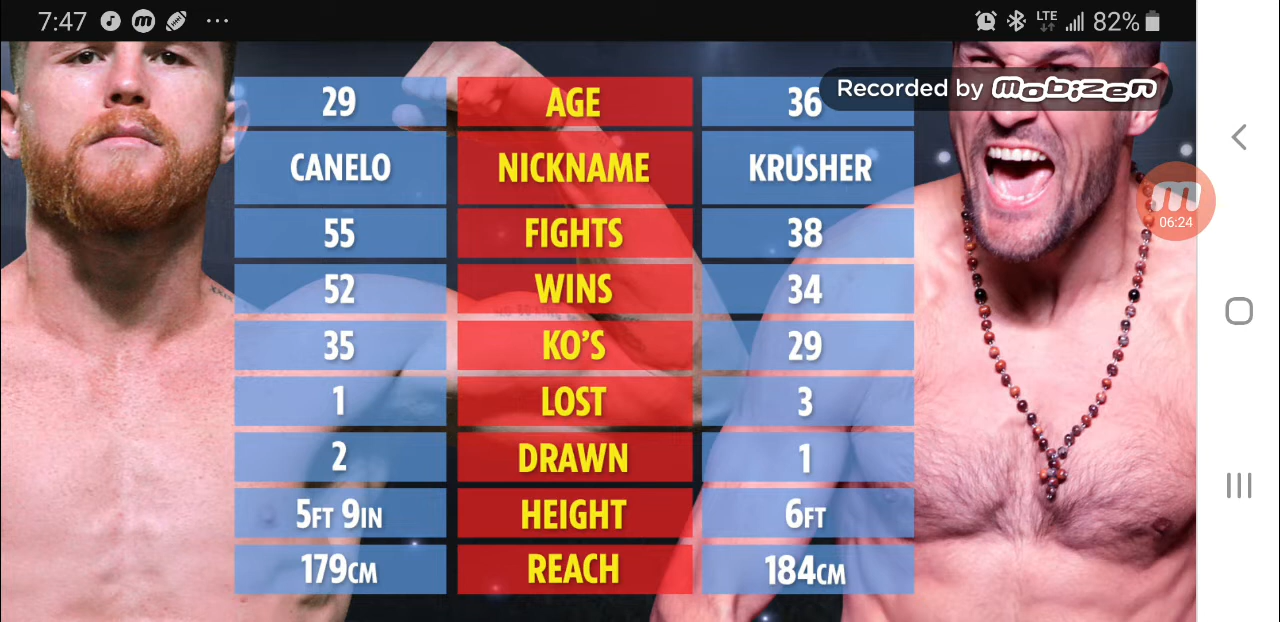 7:47 LTE 82%
Recorded by mobizen
29 AGE 36
CANELO NICKNAME KRUSHER
55 FIGHTS 38
52 WINS 34
06:24
35 KO'S 29
1 LOST 3
2 DRAWN 1
5FT 9IN HEIGHT 6FT
179CM REACH 184CM